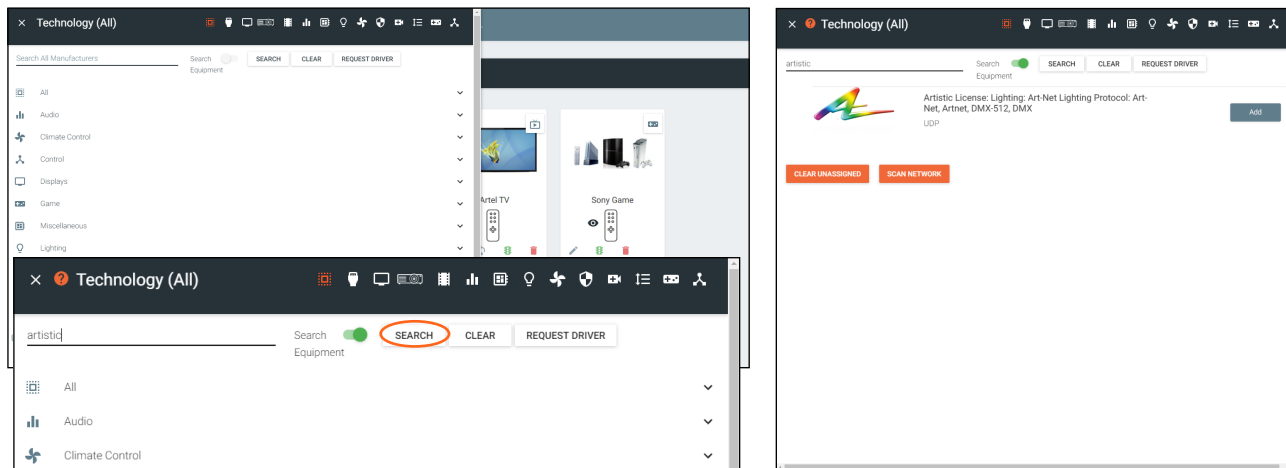 Technology (All)
Search All Manufacturers
Search
Equipment
SEARCH
CLEAR
REQUEST DRIVER
All
Audio
Climate Control
Control
Displays
Game
Miscellaneous
Lighting
Artel TV
Sony Game
? Technology (All)
artistic
Search
Equipment
SEARCH
CLEAR
REQUEST DRIVER
All
Audio
Climate Control
? Technology (All)
artistic
Search
Equipment
SEARCH
CLEAR
REQUEST DRIVER
Artistic License: Lighting: Art-Net Lighting Protocol: Art-
Net, Artnet, DMX-512, DMX
UDP
Add
CLEAR UNASSIGNED
SCAN NETWORK